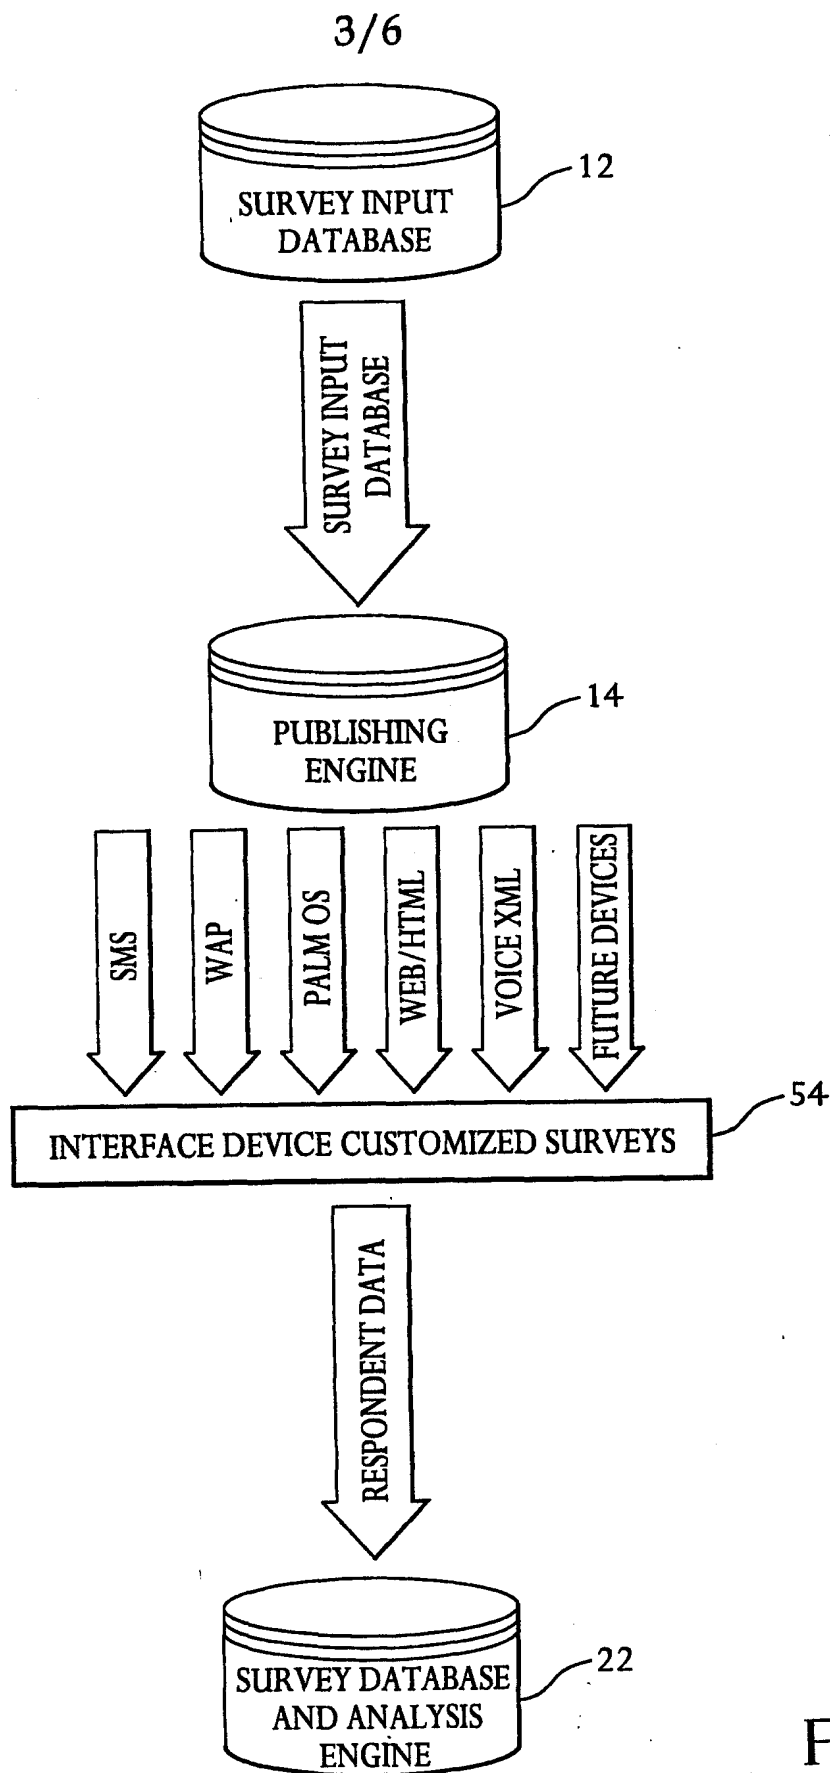 3/6
12
SURVEY INPUT
DATABASE
SURVEY INPUT
DATABASE
14
PUBLISHING
ENGINE
SMS
WAP
PALM OS
WEB/HTML
VOICE XML
FUTURE DEVICES
54
INTERFACE DEVICE CUSTOMIZED SURVEYS
RESPONDENT DATA
22
SURVEY DATABASE
AND ANALYSIS
ENGINE